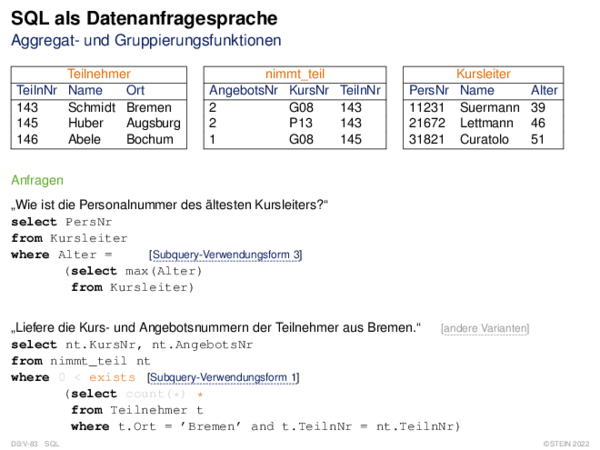 SQL als Datenanfragesprache
Aggregat- und Gruppierungsfunktionen
Teilnehmer
TeilnNr Name Ort
143 Schmidt Bremen
145 Huber Augsburg
146 Abele Bochum
nimmt_teil
AngebotsNr KursNr TeilnNr
2 G08 143
2 P13 143
1 G08 145
Kursleiter
PersNr Name Alter
11231 Suermann 39
21672 Lettmann 46
31821 Curatolo 51
Anfragen
„Wie ist die Personalnummer des ältesten Kursleiters?“
select PersNr
from Kursleiter
where Alter = [Subquery-Verwendungsform 3]
(select max(Alter)
from Kursleiter)
„Liefere die Kurs- und Angebotsnummern der Teilnehmer aus Bremen.“ [andere Varianten]
select nt.KursNr, nt.AngebotsNr
from nimmt_teil nt
where 0 < exists [Subquery-Verwendungsform 1]
(select count(*) *
from Teilnehmer t
where t.Ort = ’Bremen’ and t.TeilnNr = nt.TeilnNr)
DB:V-83 SQL ©STEIN 2022